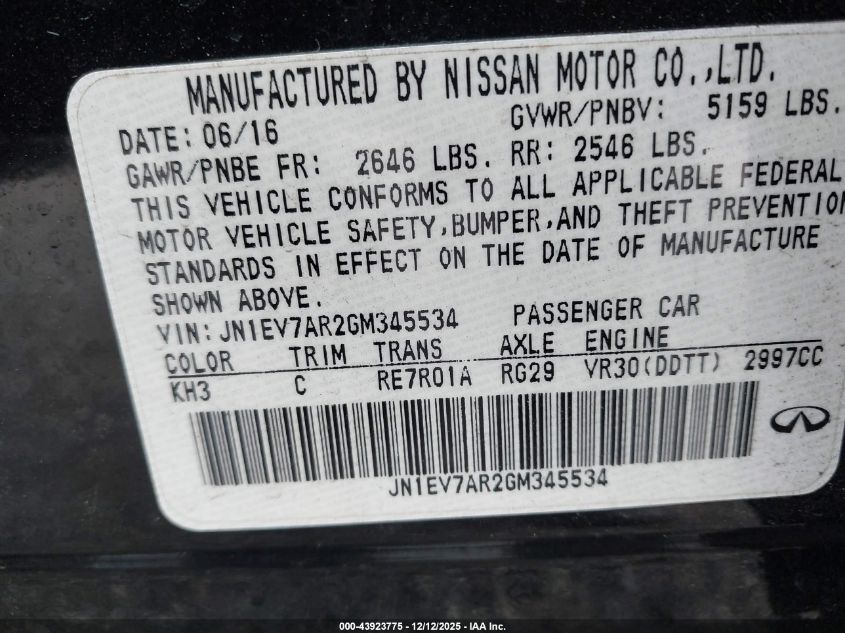 MANUFACTURED BY NISSAN MOTOR CO.,LTD.
DATE: 06/16 GVWR/PNBV: 5159 LBS.
GAWR/PNBE FR: 2646 LBS. RR: 2546 LBS.
THIS VEHICLE CONFORMS TO ALL APPLICABLE FEDERAL
MOTOR VEHICLE SAFETY,BUMPER,AND THEFT PREVENTION
STANDARDS IN EFFECT ON THE DATE OF MANUFACTURE
SHOWN ABOVE.
VIN:JN1EV7AR2GM345534 PASSENGER CAR
COLOR TRIM TRANS AXLE ENGINE
KH3 C RE7R01A RG29 VR30(DDTT) 2997CC
JN1EV7AR2GM345534
000-43923775 - 12/12/2025 - IAA Inc.